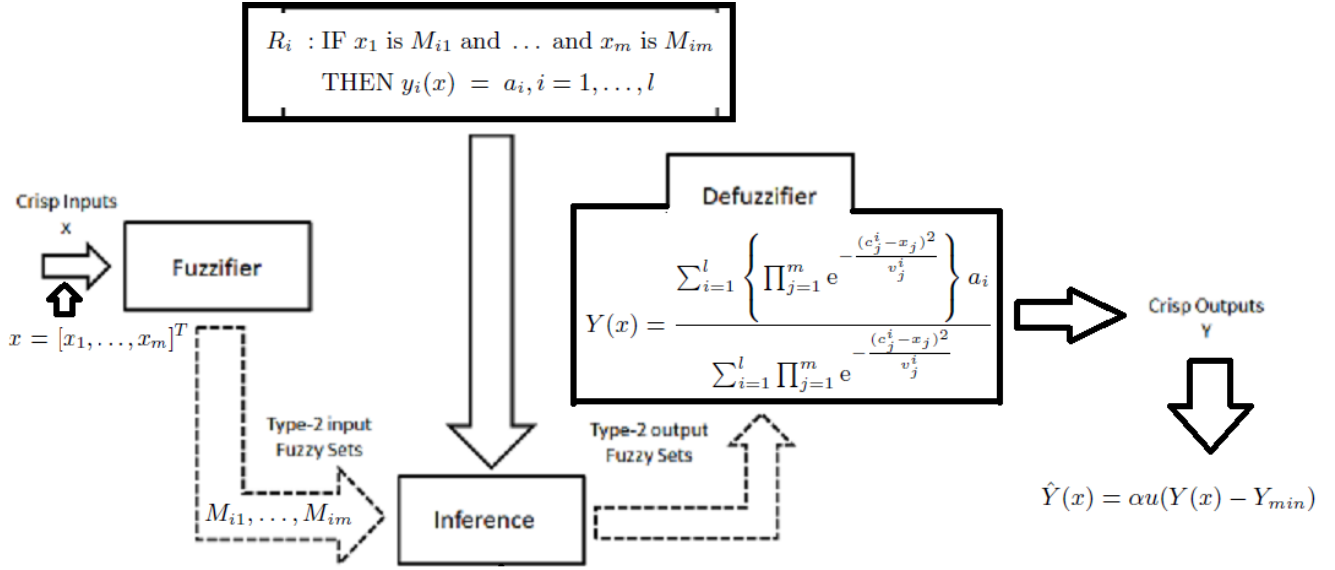 R_i : IF x_1 is M_{i1} and … and x_m is M_{im}
THEN y_i(x) = a_i, i = 1, …, l
Crisp Inputs
X
Fuzzifier
x = [x_1, …, x_m]^T
Defuzzifier
Y(x) = \frac{\sum_{i=1}^{l} \left\{ \prod_{j=1}^{m} e^{-\frac{(c_j^i - x_j)^2}{v_j^i}} \right\} a_i}{\sum_{i=1}^{l} \prod_{j=1}^{m} e^{-\frac{(c_j^i - x_j)^2}{v_j^i}}}
Crisp Outputs
Y
Type-2 input
Fuzzy Sets
Type-2 output
Fuzzy Sets
M_{i1}, …, M_{im}
Inference
\hat{Y}(x) = αu(Y(x) − Y_{min})